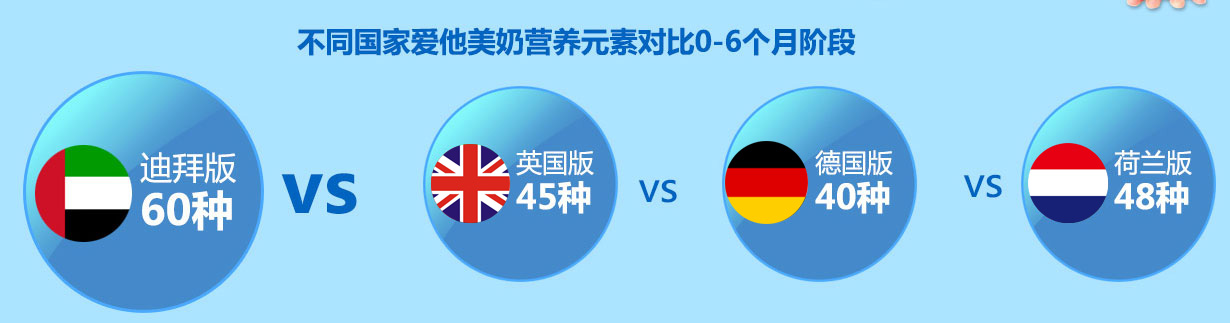 不同国家爱他美奶营养元素对比0-6个月阶段
迪拜版
60种
vs
英国版
45种
vs
德国版
40种
vs
荷兰版
48种